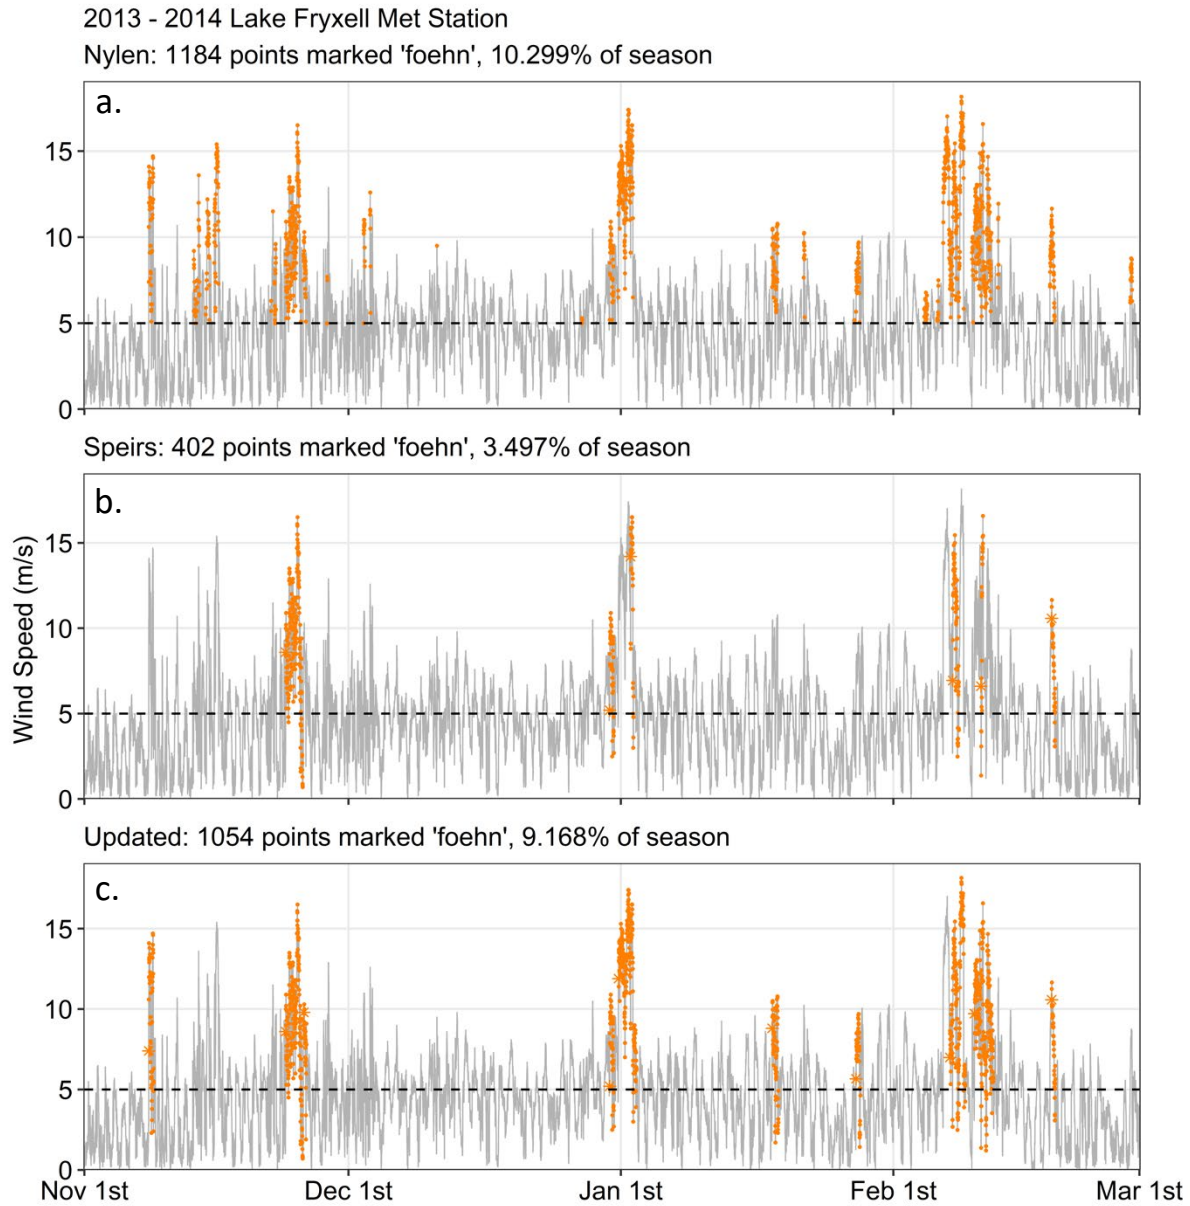 2013 - 2014 Lake Fryxell Met Station
Nylen: 1184 points marked 'foehn', 10.299% of season
a.
15
10
5
0
Speirs: 402 points marked 'foehn', 3.497% of season
b.
15
10
5
0
Wind Speed (m/s)
Updated: 1054 points marked 'foehn', 9.168% of season
c.
15
10
5
0
Nov 1st Dec 1st Jan 1st Feb 1st Mar 1st